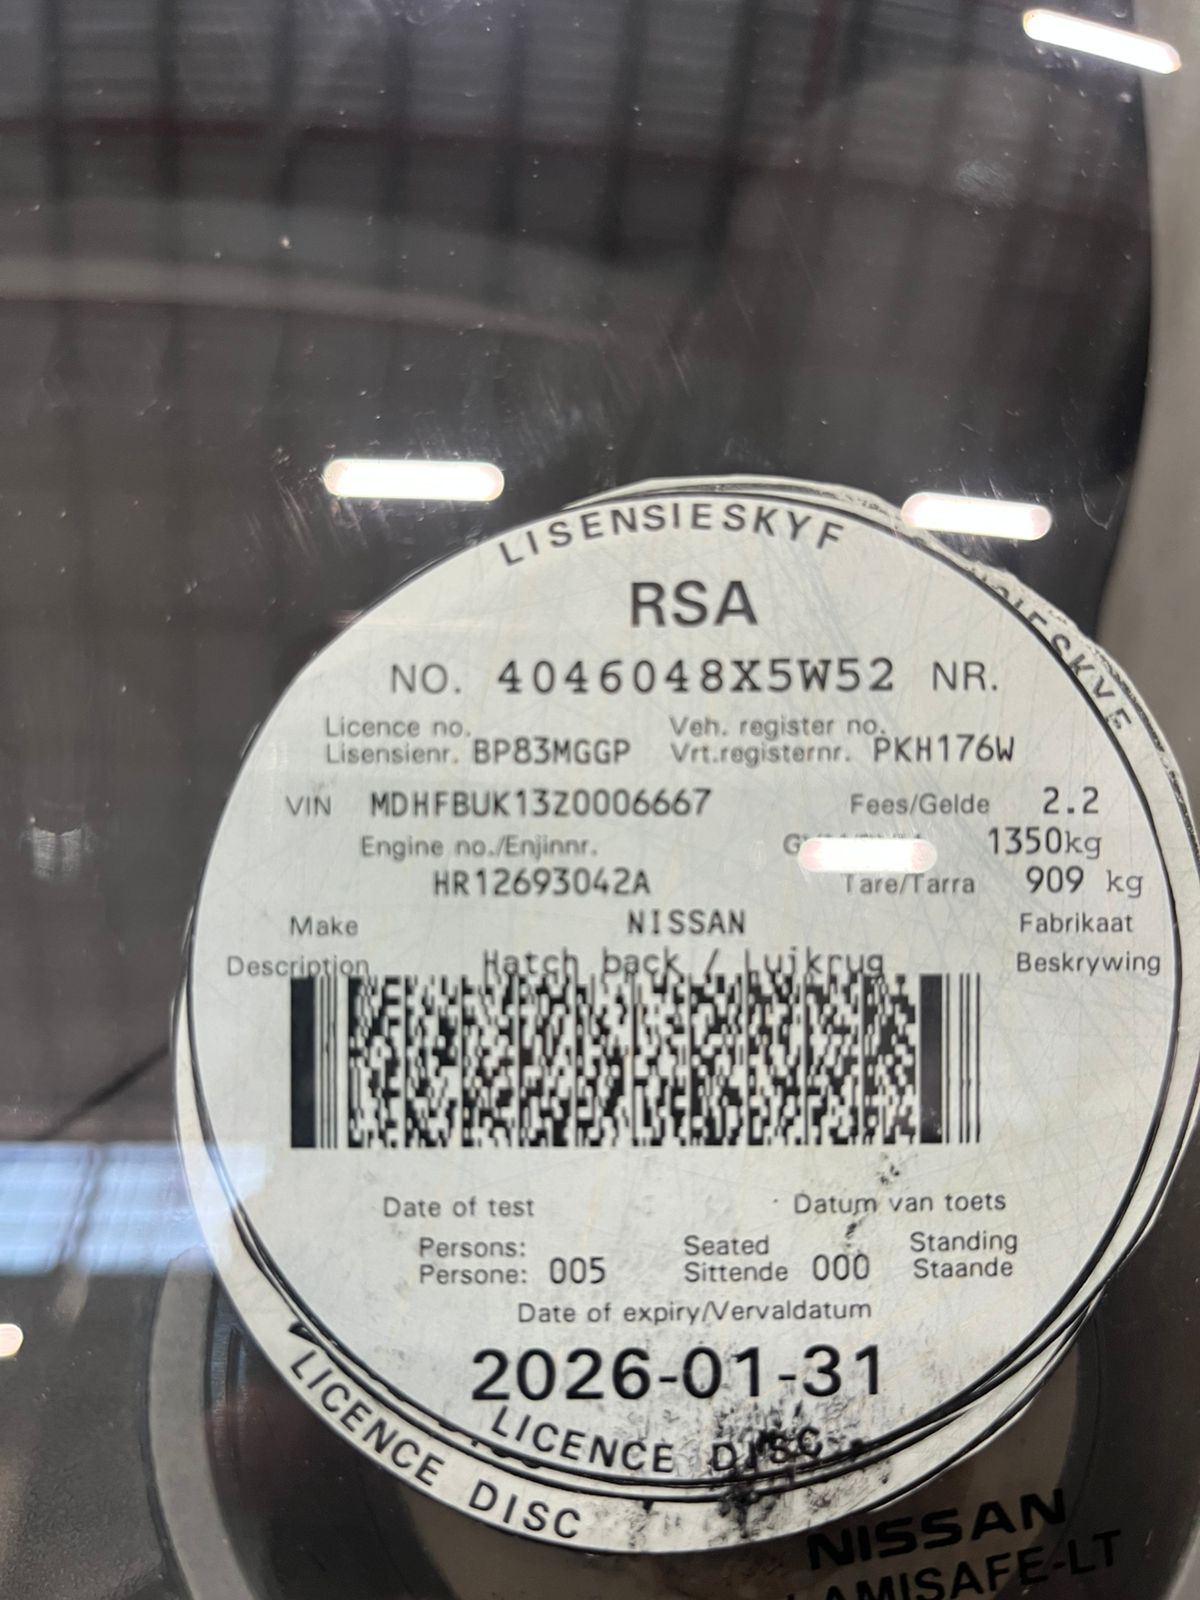 LISENSIESKYF
RSA
NO. 4046048X5W52 NR.
Licence no. Veh. register no.
Lisensienr. BP83MGGP Vrt.registernr. PKH176W
VIN MDHFBUK13Z0006667 Fees/Gelde 2.2
Engine no./Enjinnr. 1350kg
HR12693042A Tare/Tarra 909 kg
Make NISSAN Fabrikaat
Description Hatch back / Luikrug Beskrywing
Date of test Datum van toets
Persons: Seated Standing
Persone: 005 Sittende 000 Staande
Date of expiry/Vervaldatum
2026-01-31
LICENCE DISC
LICENCE DISC
NISSAN